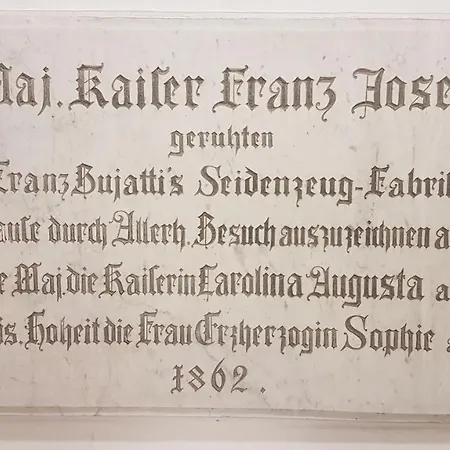 Maj. Kaiser Franz Jose
geruhten
Franz Bujatti's Seidenzeug-Fabrik
ause durch Allerh. Besuch auszuzeichnen a
e Maj. die Kaiserin Carolina Augusta a
is. Hoheit die Frau Erzherzogin Sophie
1862.